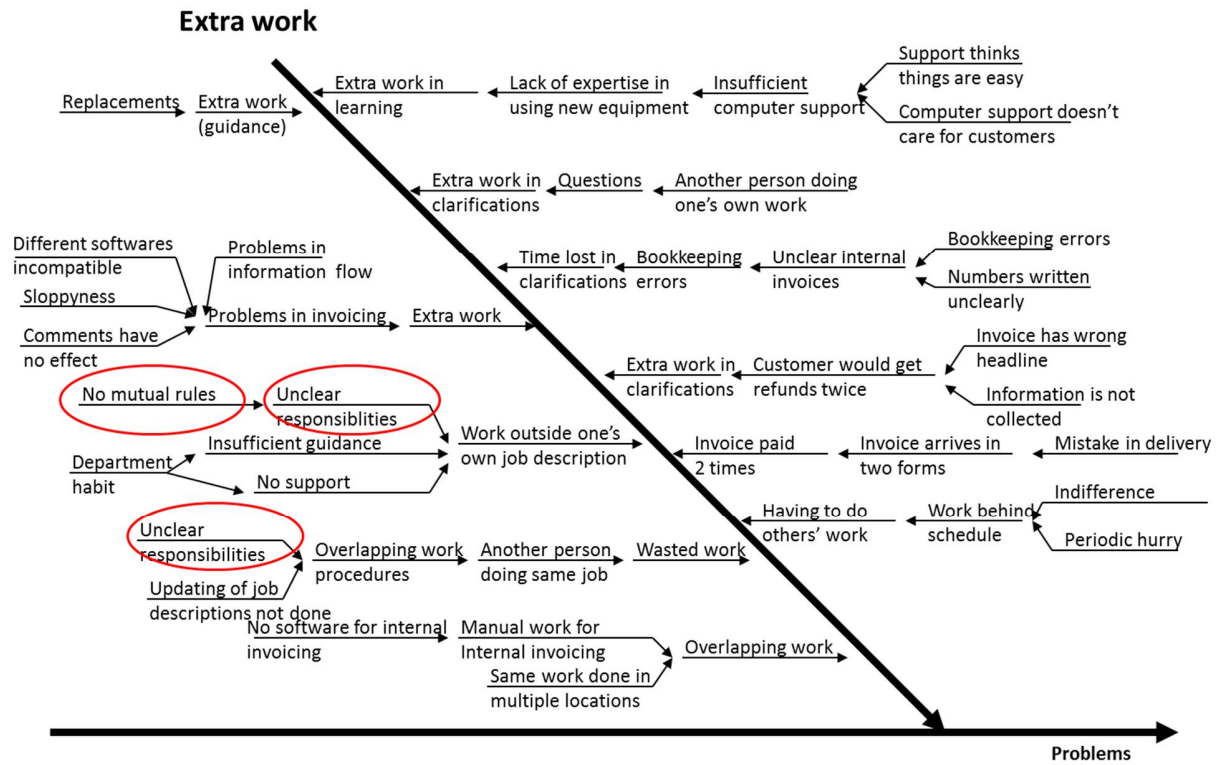 Extra work
Support thinks
things are easy
Extra work in
learning
Lack of expertise in
using new equipment
Insufficient
computer support
Replacements
Extra work
(guidance)
Computer support doesn't
care for customers
Extra work in
clarifications
Questions
Another person doing
one's own work
Different softwares
incompatible
Problems in
information flow
Bookkeeping errors
Time lost in
clarifications
Bookkeeping
errors
Unclear internal
invoices
Numbers written
unclearly
Sloppyness
Problems in invoicing
Extra work
Comments have
no effect
Invoice has wrong
headline
Extra work in
clarifications
Customer would get
refunds twice
Information is not
collected
No mutual rules
Unclear
responsiblities
Insufficient guidance
Work outside one's
own job description
Invoice paid
2 times
Invoice arrives in
two forms
Mistake in delivery
Department
habit
No support
Indifference
Having to do
others' work
Work behind
schedule
Periodic hurry
Unclear
responsibilities
Overlapping work
procedures
Another person
doing same job
Wasted work
Updating of job
descriptions not done
No software for internal
invoicing
Manual work for
Internal invoicing
Overlapping work
Same work done in
multiple locations
Problems